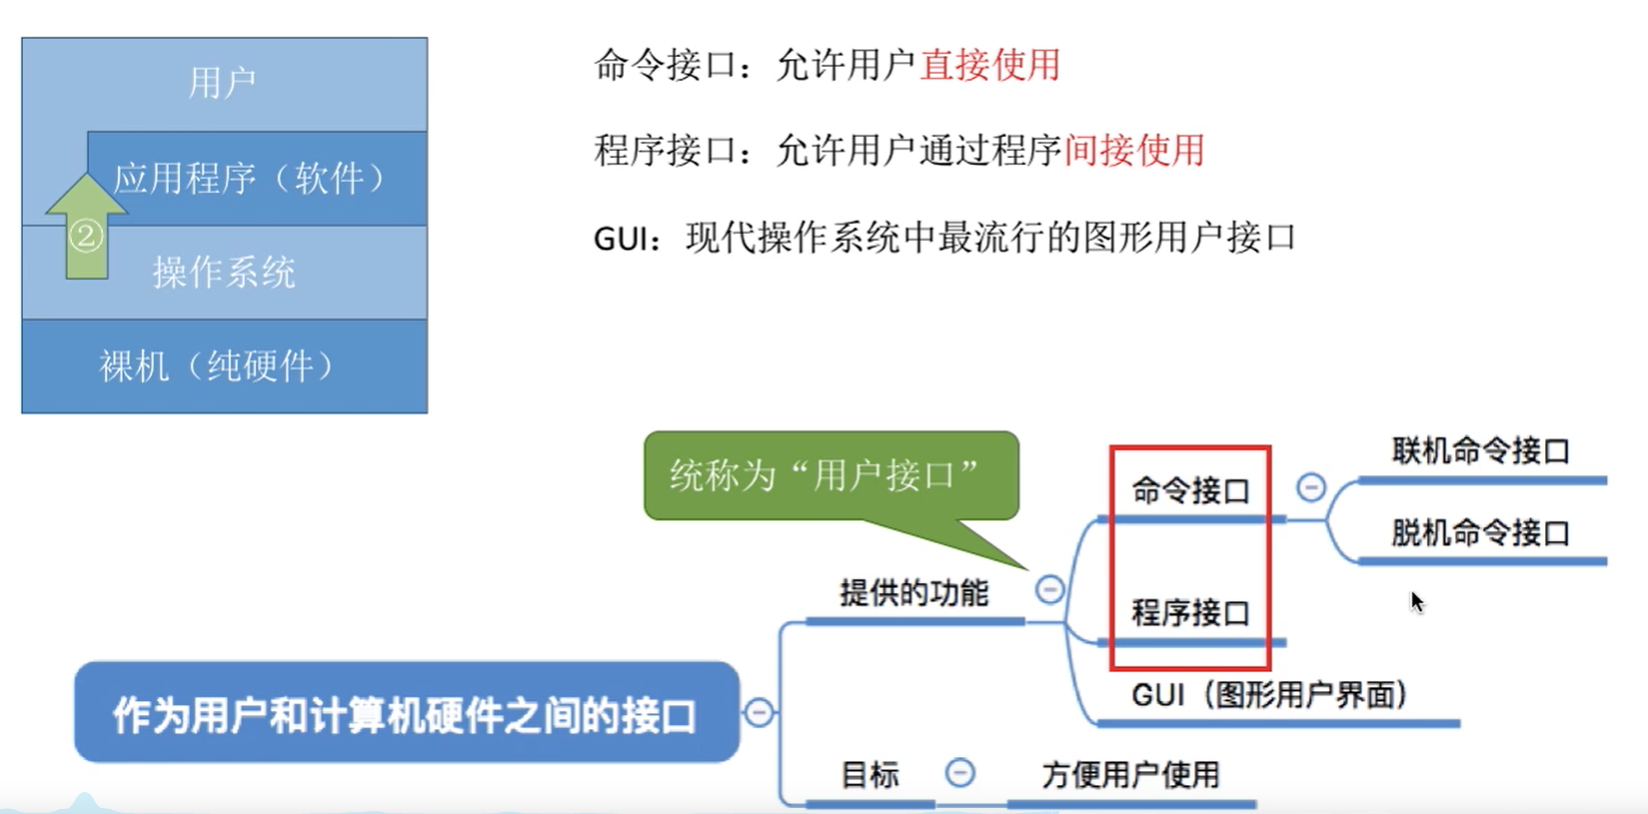 用户
应用程序（软件）
②
操作系统
裸机（纯硬件）
命令接口：允许用户直接使用
程序接口：允许用户通过程序间接使用
GUI：现代操作系统中最流行的图形用户接口
统称为“用户接口”
作为用户和计算机硬件之间的接口
提供的功能
命令接口
联机命令接口
脱机命令接口
程序接口
GUI（图形用户界面）
目标
方便用户使用